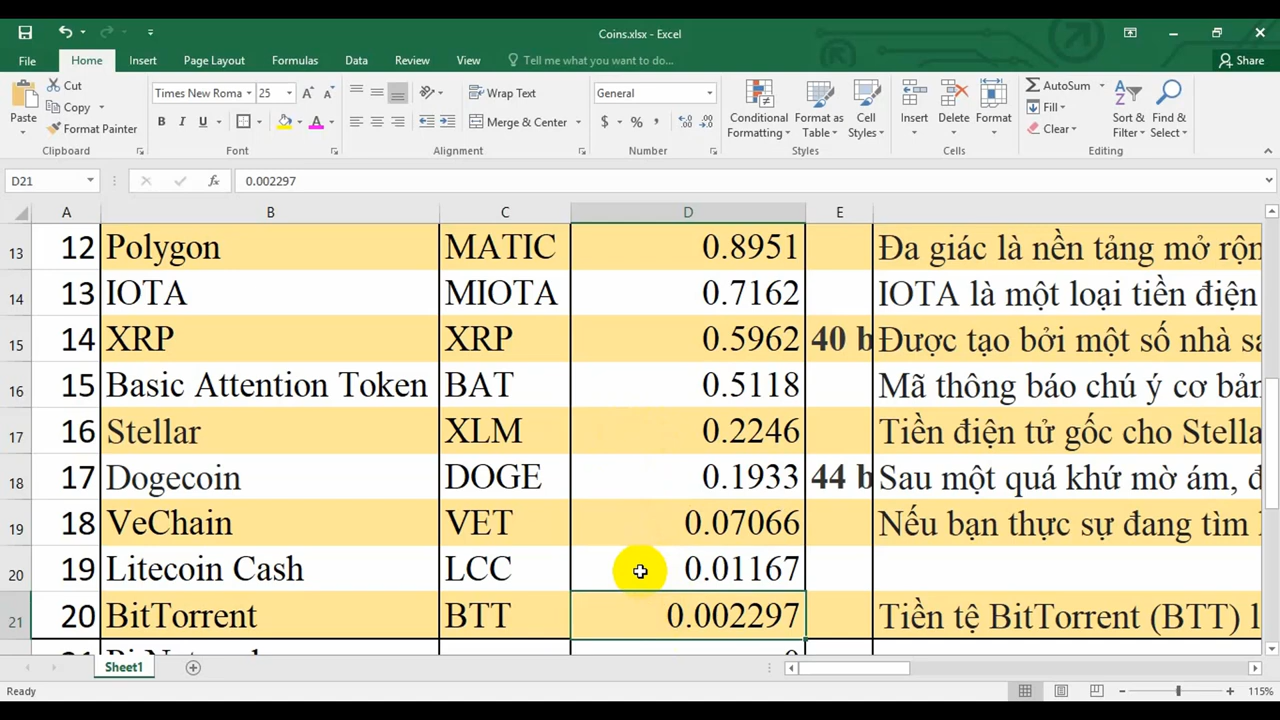 Coins.xlsx - Excel
File Home Insert Page Layout Formulas Data Review View Tell me what you want to do... Share
Paste Cut Copy Format Painter Clipboard
Times New Roma 25 B I U A Font
Wrap Text Merge & Center Alignment
General $ % , Number
Conditional Formatting Format as Table Cell Styles Styles
Insert Delete Format Cells
AutoSum Fill Clear Sort & Filter Find & Select Editing
D21 fx 0.002297
A B C D E
13 12 Polygon MATIC 0.8951 Đa giác là nền tảng mở rộn
14 13 IOTA MIOTA 0.7162 IOTA là một loại tiền điện
15 14 XRP XRP 0.5962 40 b Được tạo bởi một số nhà sá
16 15 Basic Attention Token BAT 0.5118 Mã thông báo chú ý cơ bản
17 16 Stellar XLM 0.2246 Tiền điện tử gốc cho Stella
18 17 Dogecoin DOGE 0.1933 44 b Sau một quá khứ mờ ám, đ
19 18 VeChain VET 0.07066 Nếu bạn thực sự đang tìm
20 19 Litecoin Cash LCC 0.01167
21 20 BitTorrent BTT 0.002297 Tiền tệ BitTorrent (BTT) l
Sheet1
Ready 115%